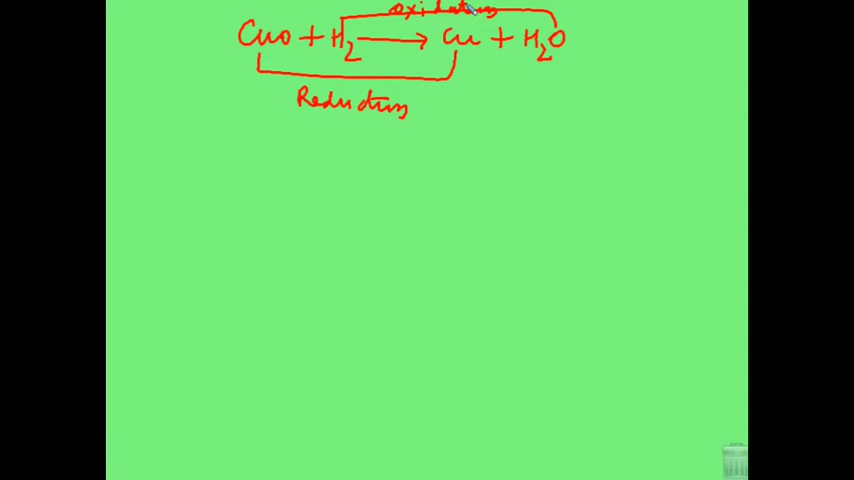 oxidation
CuO + H2 → Cu + H2O
Reduction